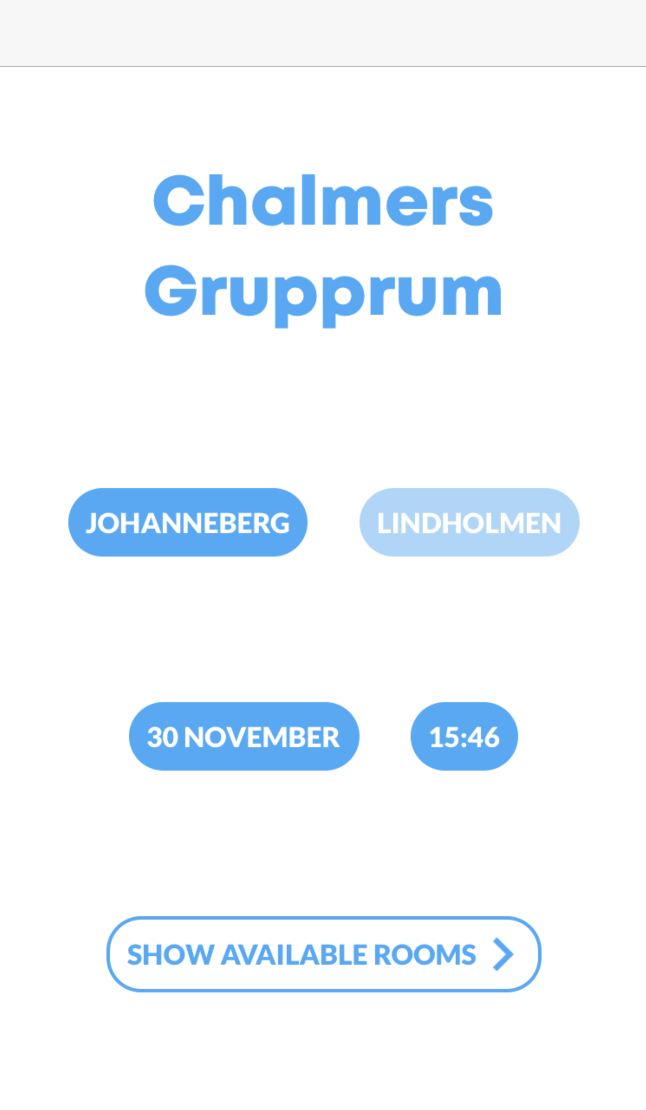 Chalmers
Grupprum
JOHANNEBERG LINDHOLMEN
30 NOVEMBER 15:46
SHOW AVAILABLE ROOMS